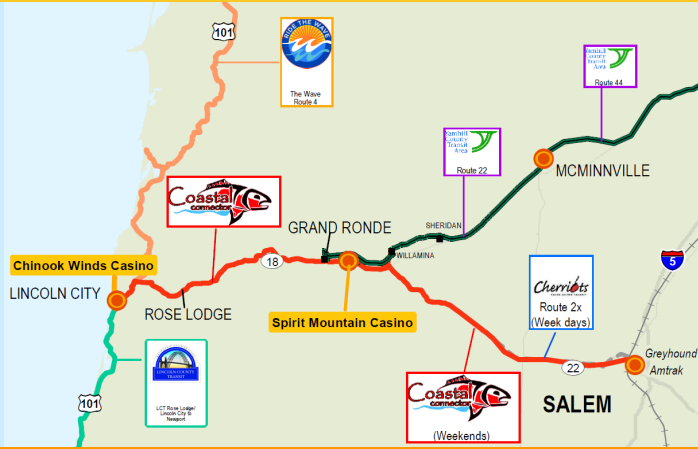 101
RIDE THE WAVE
The Wave
Route 4
Yamhill
County
Transit
Area
Route 44
Yamhill
County
Transit
Area
Route 22
MCMINNVILLE
Coastal
connector
GRAND RONDE
SHERIDAN
WILLAMINA
Chinook Winds Casino
18
5
LINCOLN CITY
ROSE LODGE
Spirit Mountain Casino
Cherriots
Route 2x
(Week days)
LINCOLN COUNTY
TRANSIT
LCT Rose Lodge/
Lincoln City to
Newport
101
22
Greyhound
Amtrak
Coastal
connector
(Weekends)
SALEM